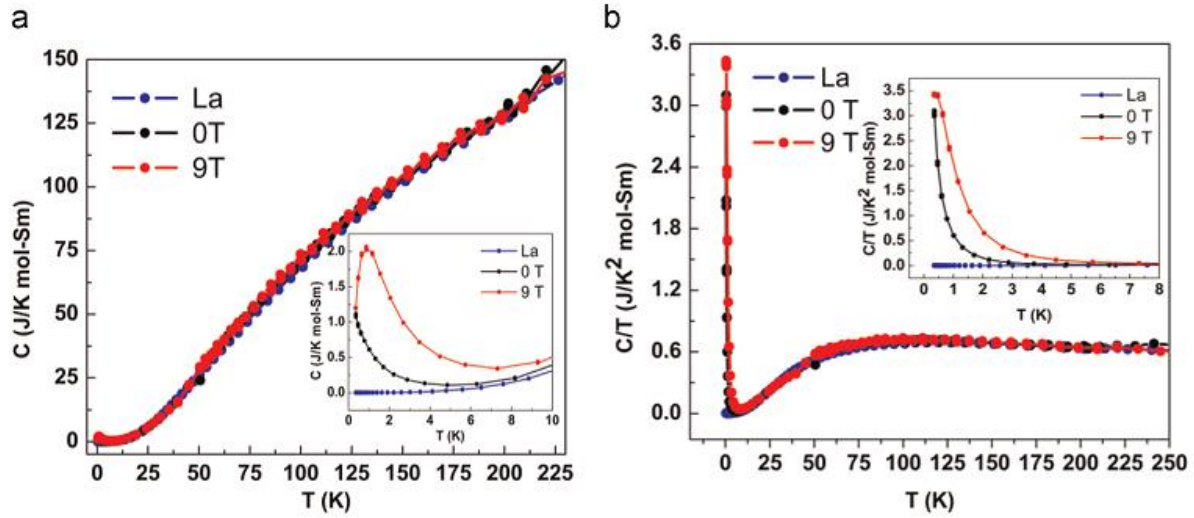 a
150
125
100
75
50
25
0
C (J/K mol-Sm)
La
0T
9T
2.0
1.5
1.0
0.5
0.0
C (J/K mol-Sm)
0 2 4 6 8 10
T (K)
La
0 T
9 T
0 25 50 75 100 125 150 175 200 225
T (K)
b
3.6
3.0
2.4
1.8
1.2
0.6
0.0
C/T (J/K² mol-Sm)
La
0 T
9 T
3.5
3.0
2.5
2.0
1.5
1.0
0.5
0.0
C/T (J/K² mol-Sm)
La
0 T
9 T
0 1 2 3 4 5 6 7 8
T (K)
0 25 50 75 100 125 150 175 200 225 250
T (K)